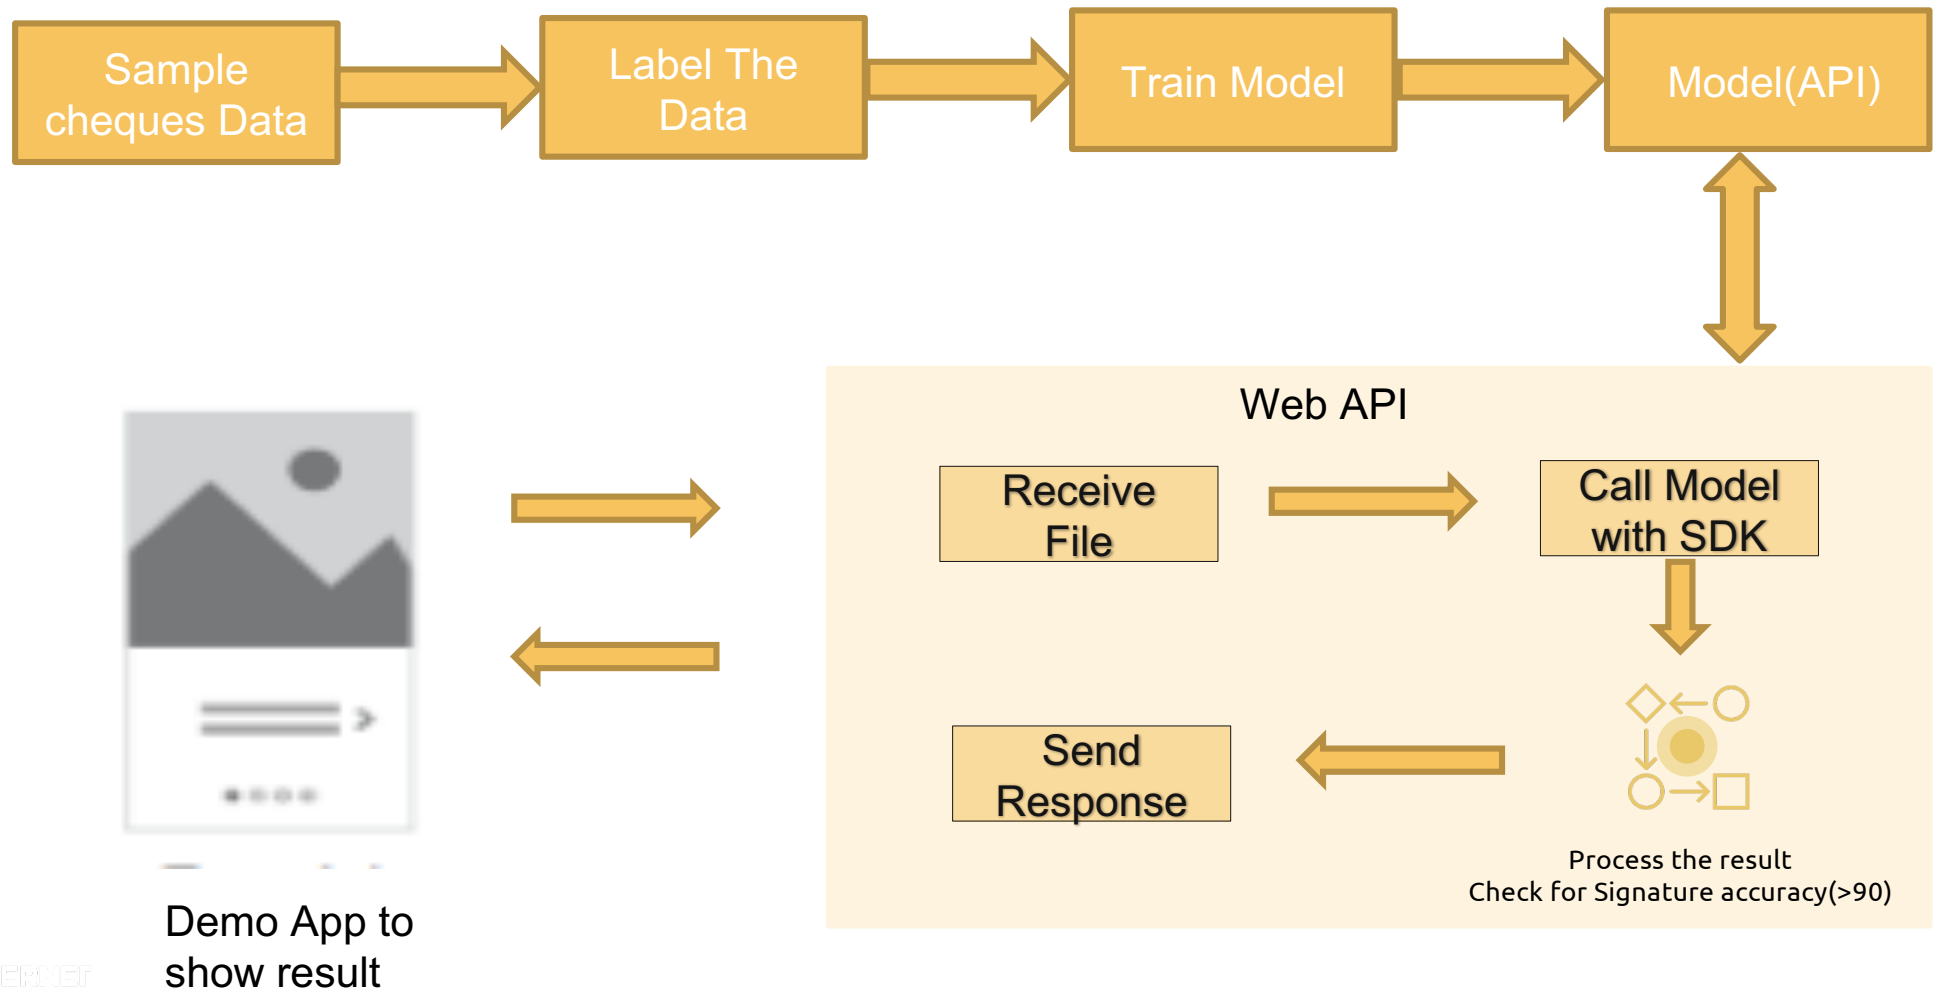 Sample
cheques Data
Label The
Data
Train Model
Model(API)
Web API
Receive
File
Call Model
with SDK
Send
Response
Process the result
Check for Signature accuracy(>90)
Demo App to
show result